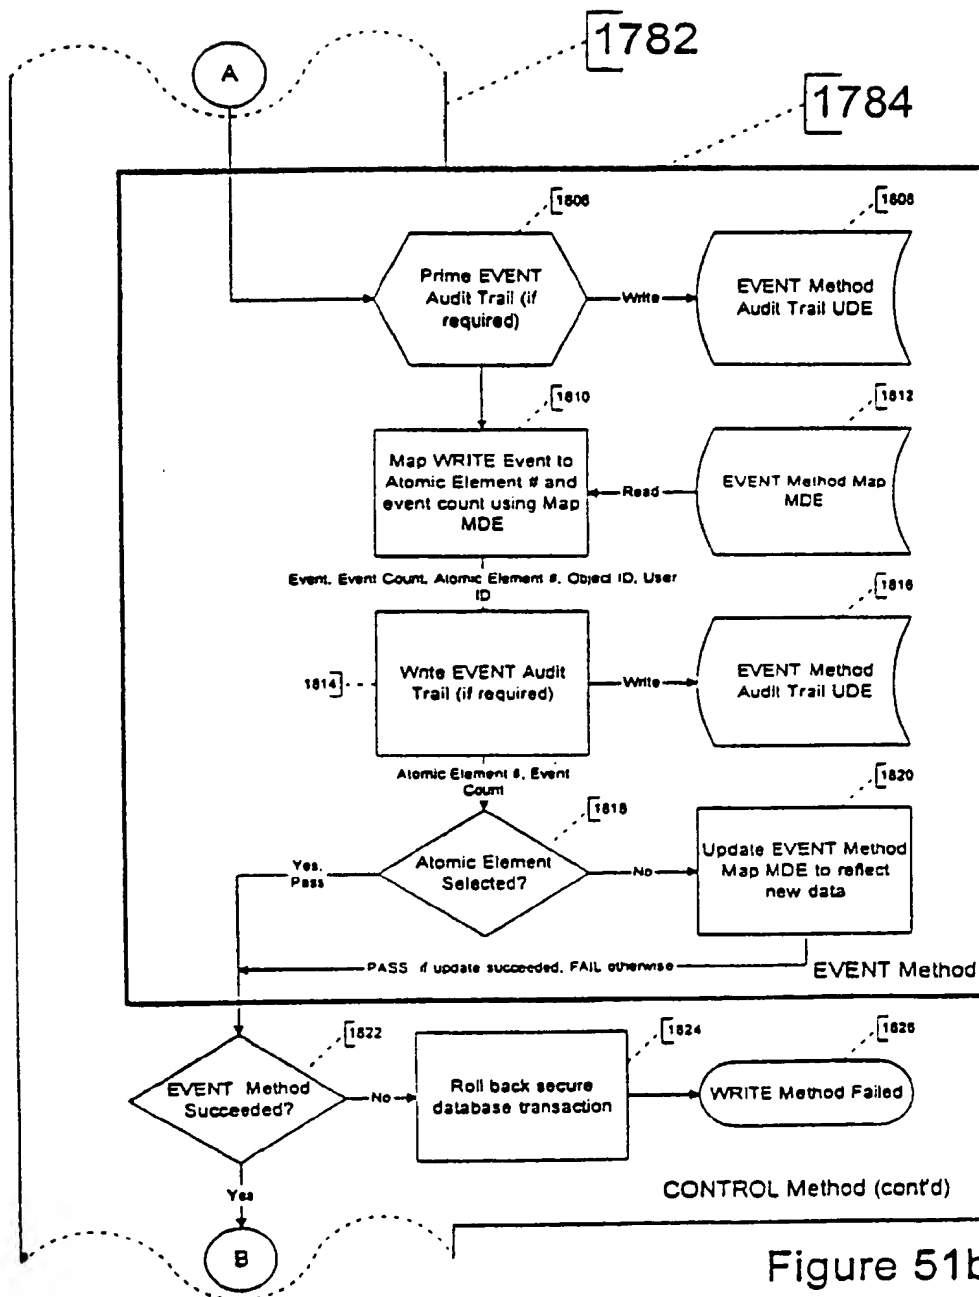 1782
A
1784
1806
1808
Prime EVENT
Audit Trail (if
required)
Write
EVENT Method
Audit Trail UDE
1810
1812
Map WRITE Event to
Atomic Element # and
event count using Map
MDE
Read
EVENT Method Map
MDE
Event, Event Count, Atomic Element #, Object ID, User
ID
1816
1814
Write EVENT Audit
Trail (if required)
Write
EVENT Method
Audit Trail UDE
Atomic Element #, Event
Count
1818
1820
Yes,
Pass
Atomic Element
Selected?
No
Update EVENT Method
Map MDE to reflect
new data
PASS if update succeeded, FAIL otherwise
EVENT Method
1822
1824
1826
EVENT Method
Succeeded?
No
Roll back secure
database transaction
WRITE Method Failed
Yes
CONTROL Method (cont'd)
B
Figure 51b